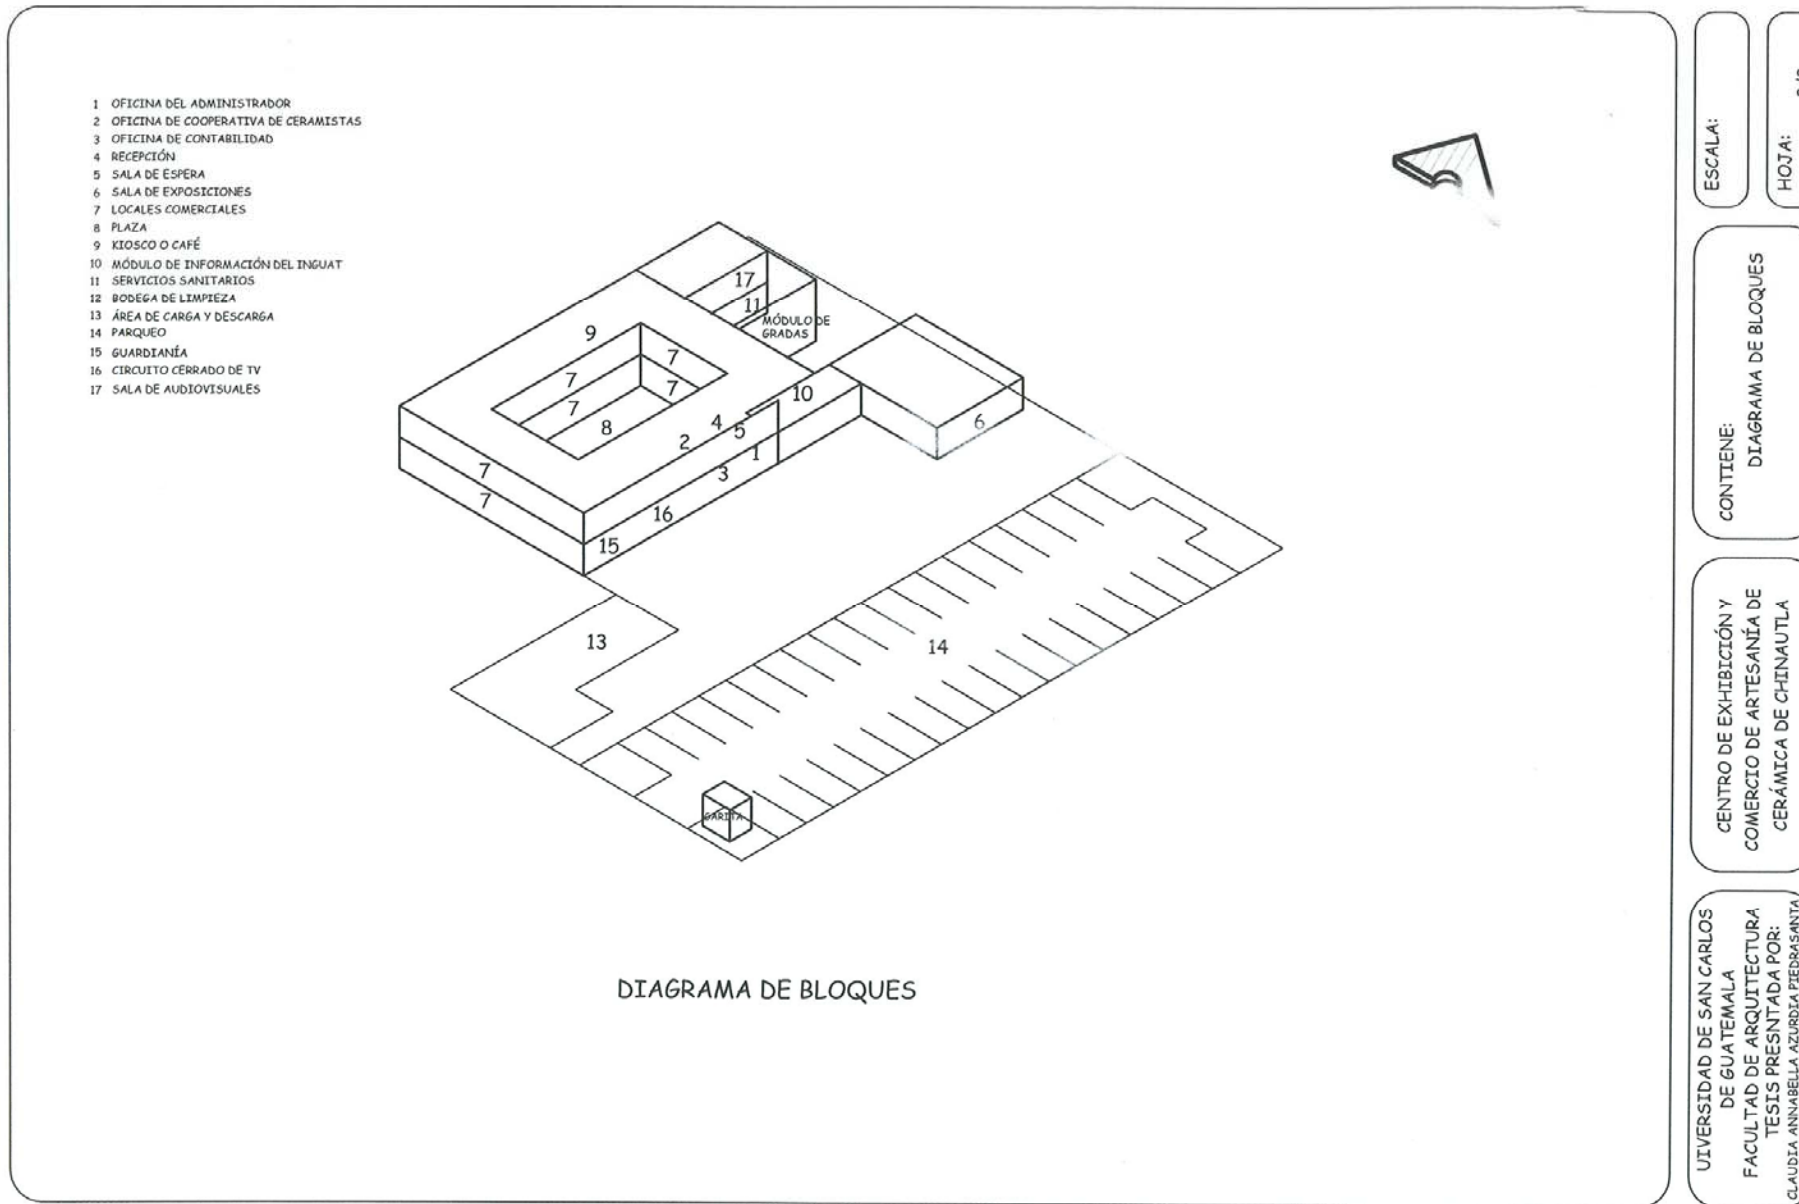 1 OFICINA DEL ADMINISTRADOR
2 OFICINA DE COOPERATIVA DE CERAMISTAS
3 OFICINA DE CONTABILIDAD
4 RECEPCIÓN
5 SALA DE ESPERA
6 SALA DE EXPOSICIONES
7 LOCALES COMERCIALES
8 PLAZA
9 KIOSCO O CAFÉ
10 MÓDULO DE INFORMACIÓN DEL INGUAT
11 SERVICIOS SANITARIOS
12 BODEGA DE LIMPIEZA
13 ÁREA DE CARGA Y DESCARGA
14 PARQUEO
15 GUARDIANÍA
16 CIRCUITO CERRADO DE TV
17 SALA DE AUDIOVISUALES
17
11
MÓDULO DE
GRADAS
9
7
7
7
7
8
10
4
5
2
6
1
3
7
7
16
15
13
14
GARITA
DIAGRAMA DE BLOQUES
ESCALA:
HOJA:
CONTIENE:
DIAGRAMA DE BLOQUES
CENTRO DE EXHIBICIÓN Y
COMERCIO DE ARTESANÍA DE
CERÁMICA DE CHINAUTLA
UIVERSIDAD DE SAN CARLOS
DE GUATEMALA
FACULTAD DE ARQUITECTURA
TESIS PRESNTADA POR:
CLAUDIA ANNABELLA AZURDIA PIEDRASANTA